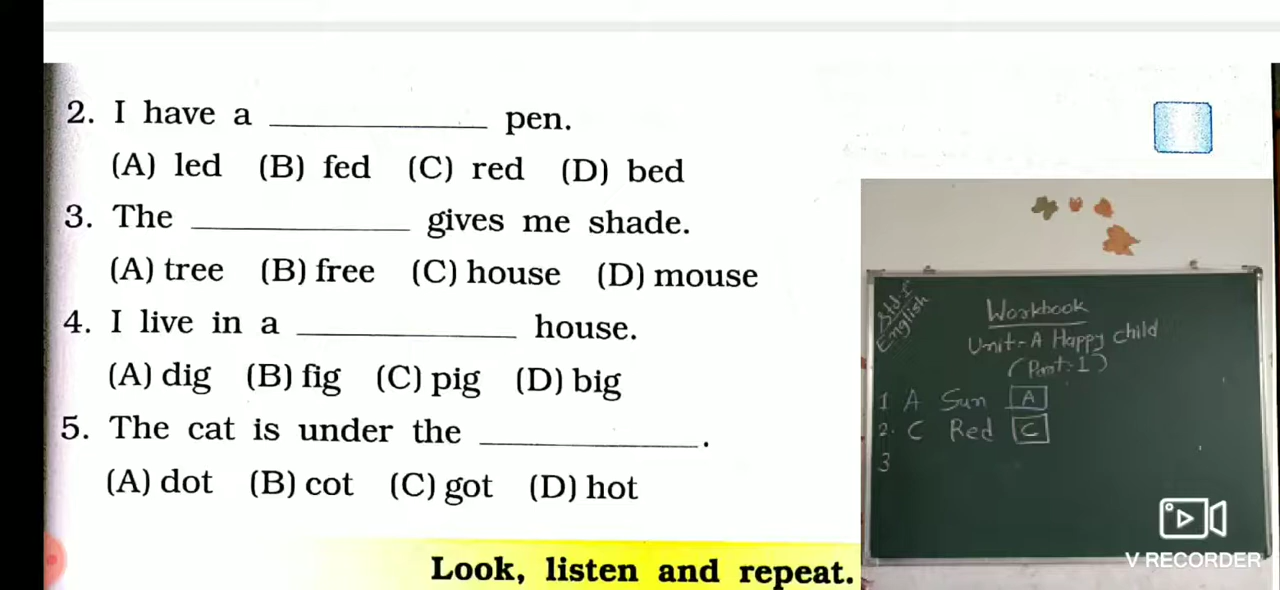 2. I have a ____________ pen.
(A) led (B) fed (C) red (D) bed
3. The ____________ gives me shade.
(A) tree (B) free (C) house (D) mouse
4. I live in a ____________ house.
(A) dig (B) fig (C) pig (D) big
5. The cat is under the ____________.
(A) dot (B) cot (C) got (D) hot
Look, listen and repeat.
Std-I
English
Workbook
Unit-A Happy child
(Part-1)
1 A Sun A
2. C Red C
3
V RECORDER